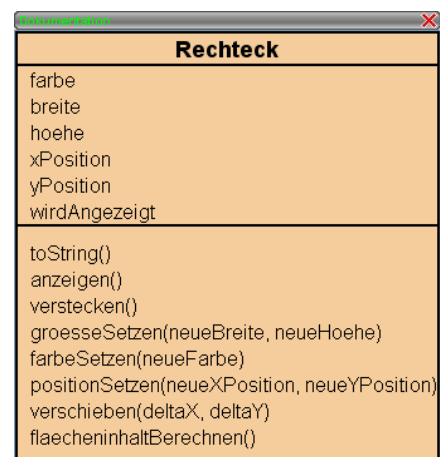 Dokumentation
Rechteck
farbe
breite
hoehe
xPosition
yPosition
wirdAngezeigt
toString()
anzeigen()
verstecken()
groesseSetzen(neueBreite, neueHoehe)
farbeSetzen(neueFarbe)
positionSetzen(neueXPosition, neueYPosition)
verschieben(deltaX, deltaY)
flaecheninhaltBerechnen()